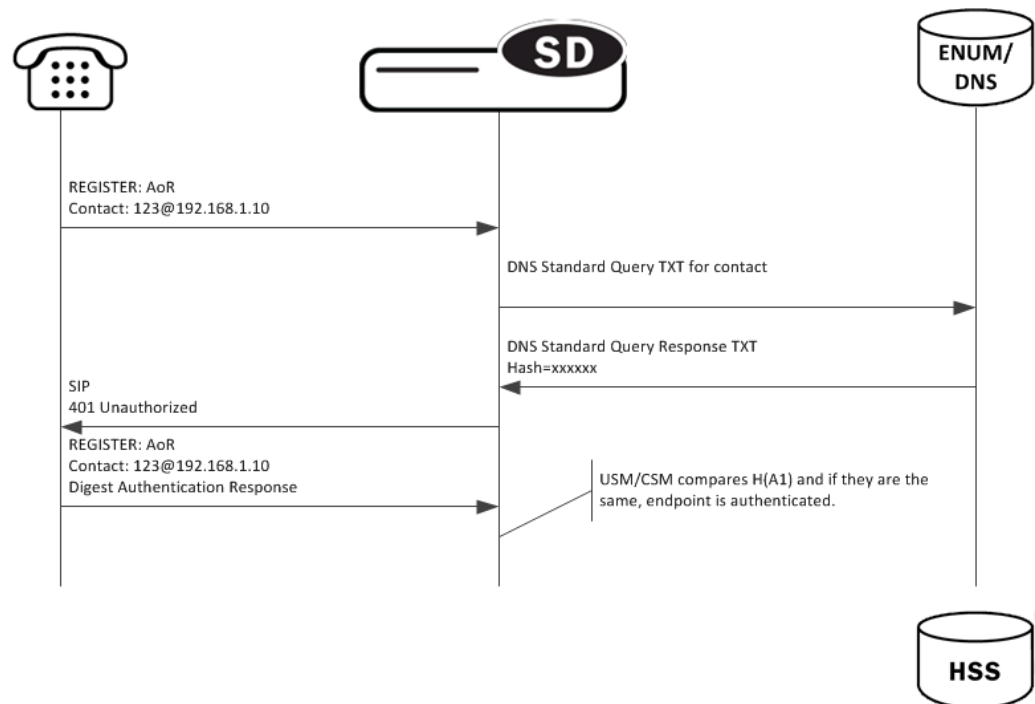 SD
ENUM/
DNS
REGISTER: AoR
Contact: 123@192.168.1.10
DNS Standard Query TXT for contact
DNS Standard Query Response TXT
Hash=xxxxxx
SIP
401 Unauthorized
REGISTER: AoR
Contact: 123@192.168.1.10
Digest Authentication Response
USM/CSM compares H(A1) and if they are the
same, endpoint is authenticated.
HSS